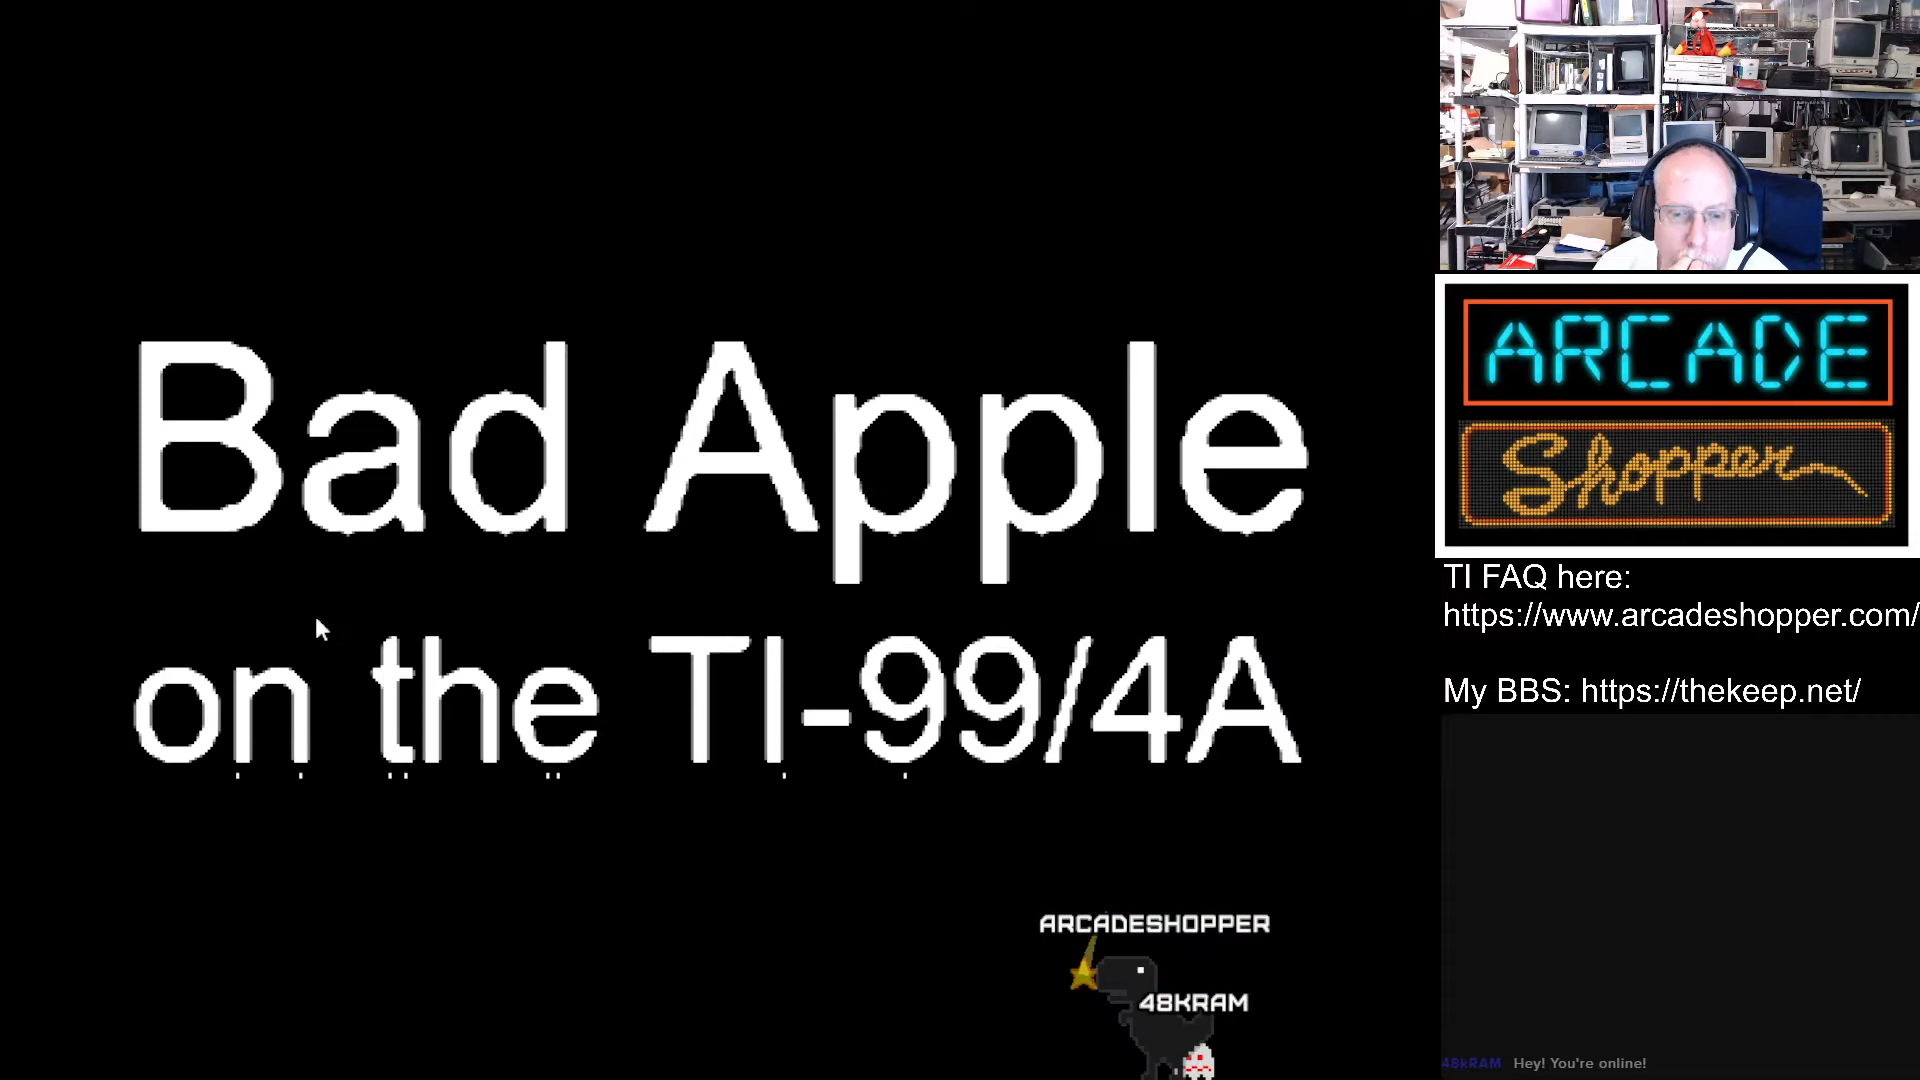 Bad Apple
on the TI-99/4A
ARCADESHOPPER
48KRAM
ARCADE
Shopper
TI FAQ here:
https://www.arcadeshopper.com/
My BBS: https://thekeep.net/
48kRAM Hey! You're online!